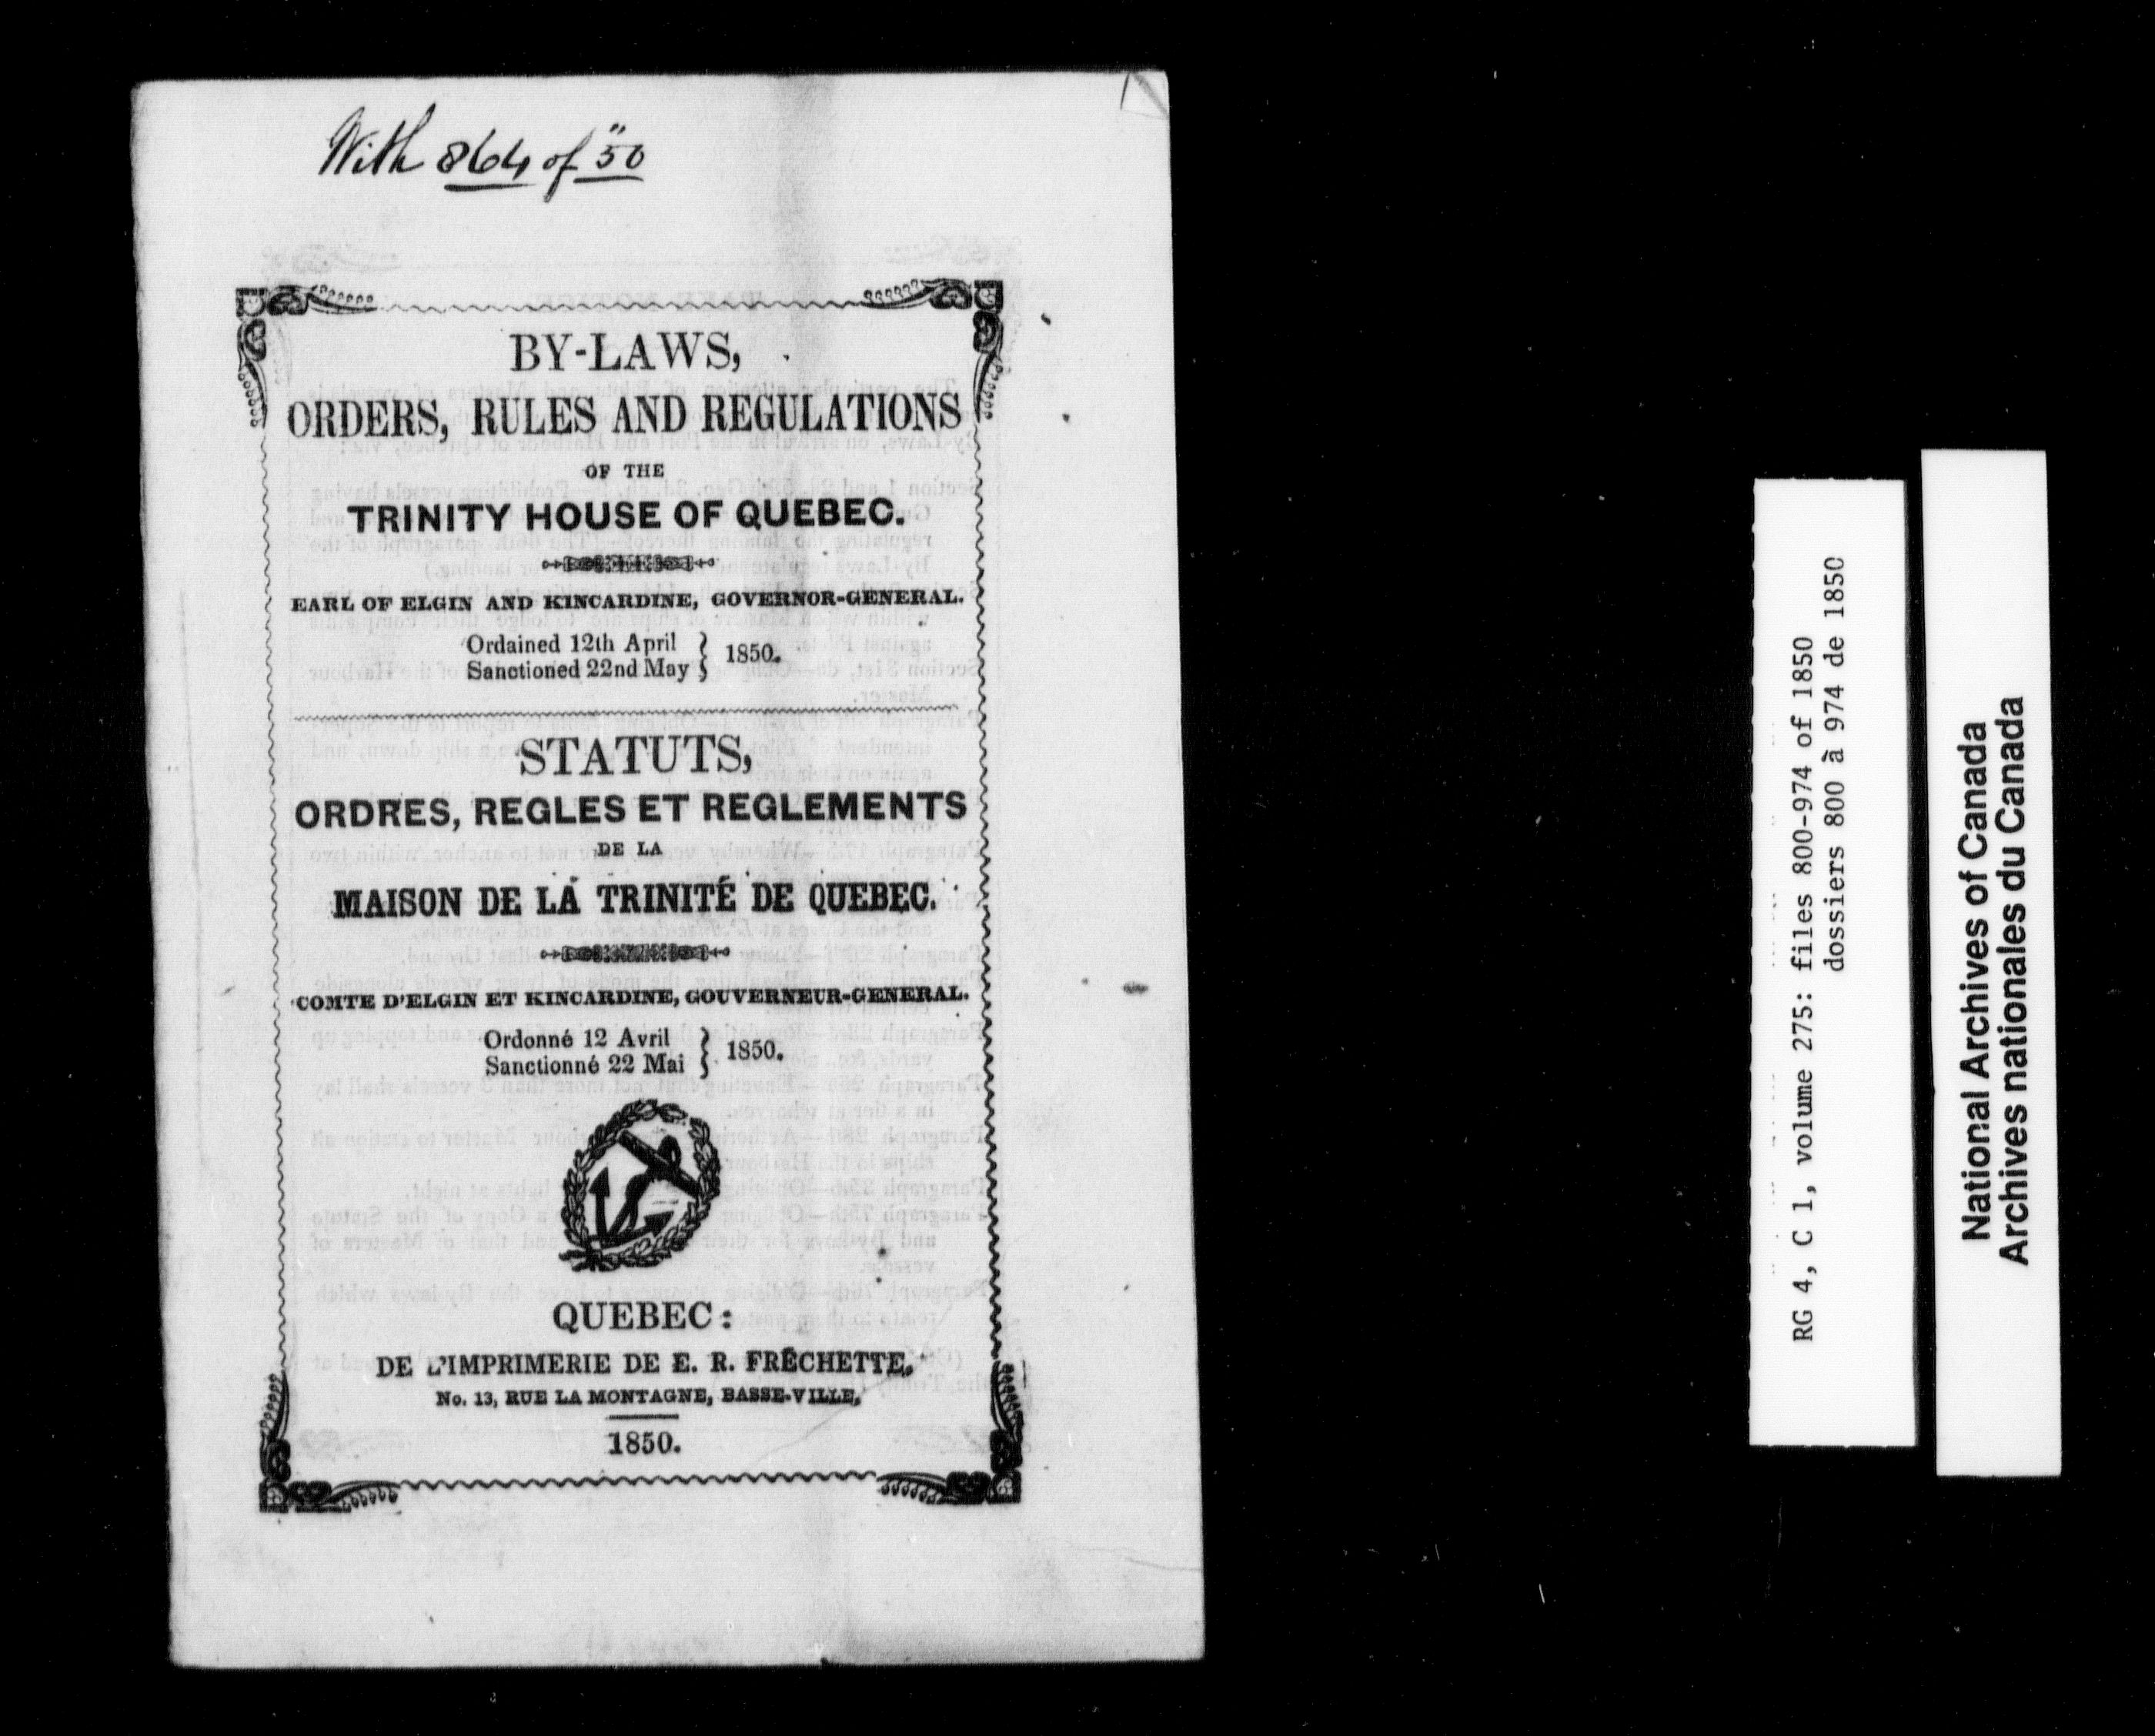 With 864 of "50
BY-LAWS,
ORDERS, RULES AND REGULATIONS
OF THE
TRINITY HOUSE OF QUEBEC.
EARL OF ELGIN AND KINCARDINE, GOVERNOR-GENERAL.
Ordained 12th April
Sanctioned 22nd May } 1850.
STATUTS,
ORDRES, REGLES ET REGLEMENTS
DE LA
MAISON DE LA TRINITÉ DE QUEBEC.
COMTE D'ELGIN ET KINCARDINE, GOUVERNEUR-GENERAL.
Ordonné 12 Avril
Sanctionné 22 Mai } 1850.
QUEBEC:
DE L'IMPRIMERIE DE E. R. FRÉCHETTE,
No. 13, RUE LA MONTAGNE, BASSE-VILLE,
1850.
RG 4, C 1, volume 275: files 800-974 of 1850
dossiers 800 à 974 de 1850
National Archives of Canada
Archives nationales du Canada